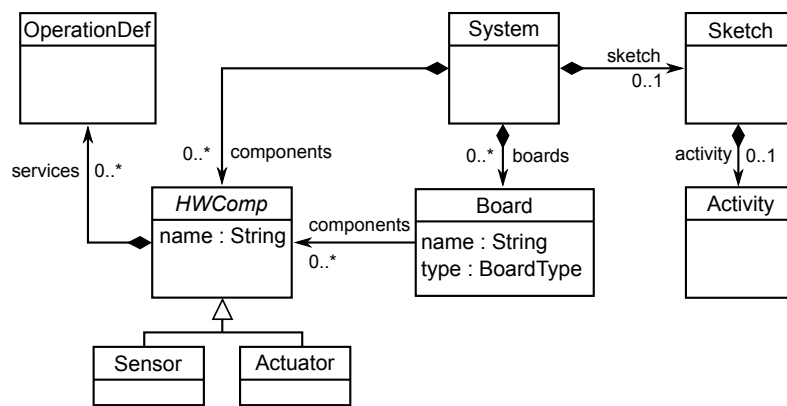 OperationDef
System
Sketch
sketch
0..1
0..* components
0..* boards
activity 0..1
services 0..*
HWComp
name : String
components
0..*
Board
name : String
type : BoardType
Activity
Sensor
Actuator